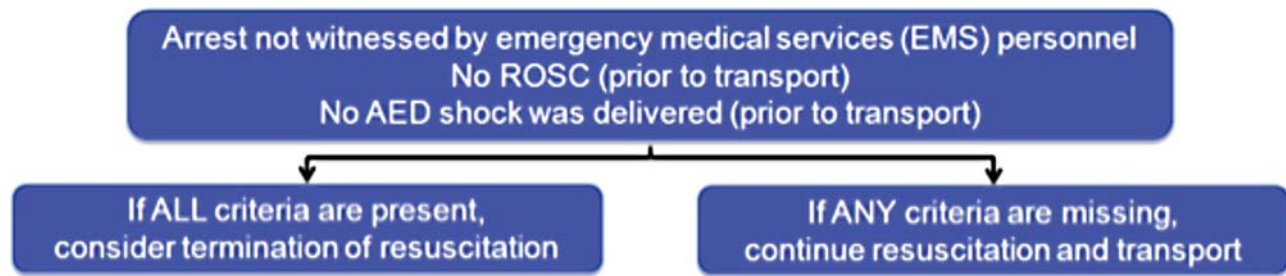 Arrest not witnessed by emergency medical services (EMS) personnel
No ROSC (prior to transport)
No AED shock was delivered (prior to transport)
If ALL criteria are present,
consider termination of resuscitation
If ANY criteria are missing,
continue resuscitation and transport